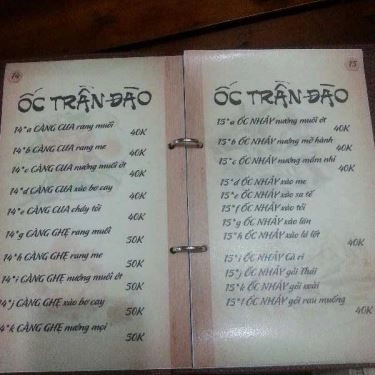 14
ỐC TRẦN-ĐÀO
14*a CÀNG CUA rang muối
40K
14*b CÀNG CUA rang me
40K
14*c CÀNG CUA nướng muối ớt
40K
14*d CÀNG CUA xào bơ cay
40K
14*e CÀNG CUA cháy tỏi
40K
14*g CÀNG GHẸ rang muối
50K
14*h CÀNG GHẸ rang me
50K
14*i CÀNG GHẸ nướng muối ớt
50K
14*j CÀNG GHẸ xào bơ cay
50K
14*k CÀNG GHẸ nướng mọi
50K
15
ỐC TRẦN-ĐÀO
15*a ỐC NHẢY nướng muối ớt
40K
15*b ỐC NHẢY nướng mỡ hành
40K
15*c ỐC NHẢY nướng mắm nhỉ
40K
15*d ỐC NHẢY xào me
15*e ỐC NHẢY xào sa tế
15*f ỐC NHẢY xào tỏi
15*g ỐC NHẢY xào lăn
15*h ỐC NHẢY xào lá lốt
40K
15*i ỐC NHẢY Cà ri
15*j ỐC NHẢY gỏi Thái
15*k ỐC NHẢY gỏi xoài
15*l ỐC NHẢY gỏi rau muống
40K